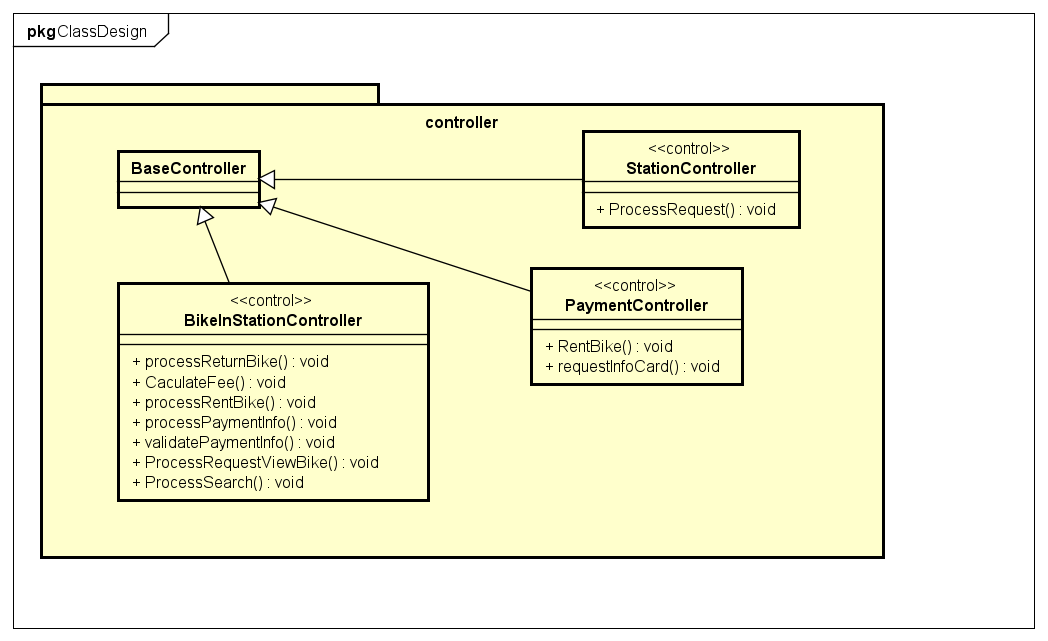 pkgClassDesign
controller
BaseController
<<control>>
StationController
+ ProcessRequest() : void
<<control>>
PaymentController
+ RentBike() : void
+ requestInfoCard() : void
<<control>>
BikeInStationController
+ processReturnBike() : void
+ CaculateFee() : void
+ processRentBike() : void
+ processPaymentInfo() : void
+ validatePaymentInfo() : void
+ ProcessRequestViewBike() : void
+ ProcessSearch() : void